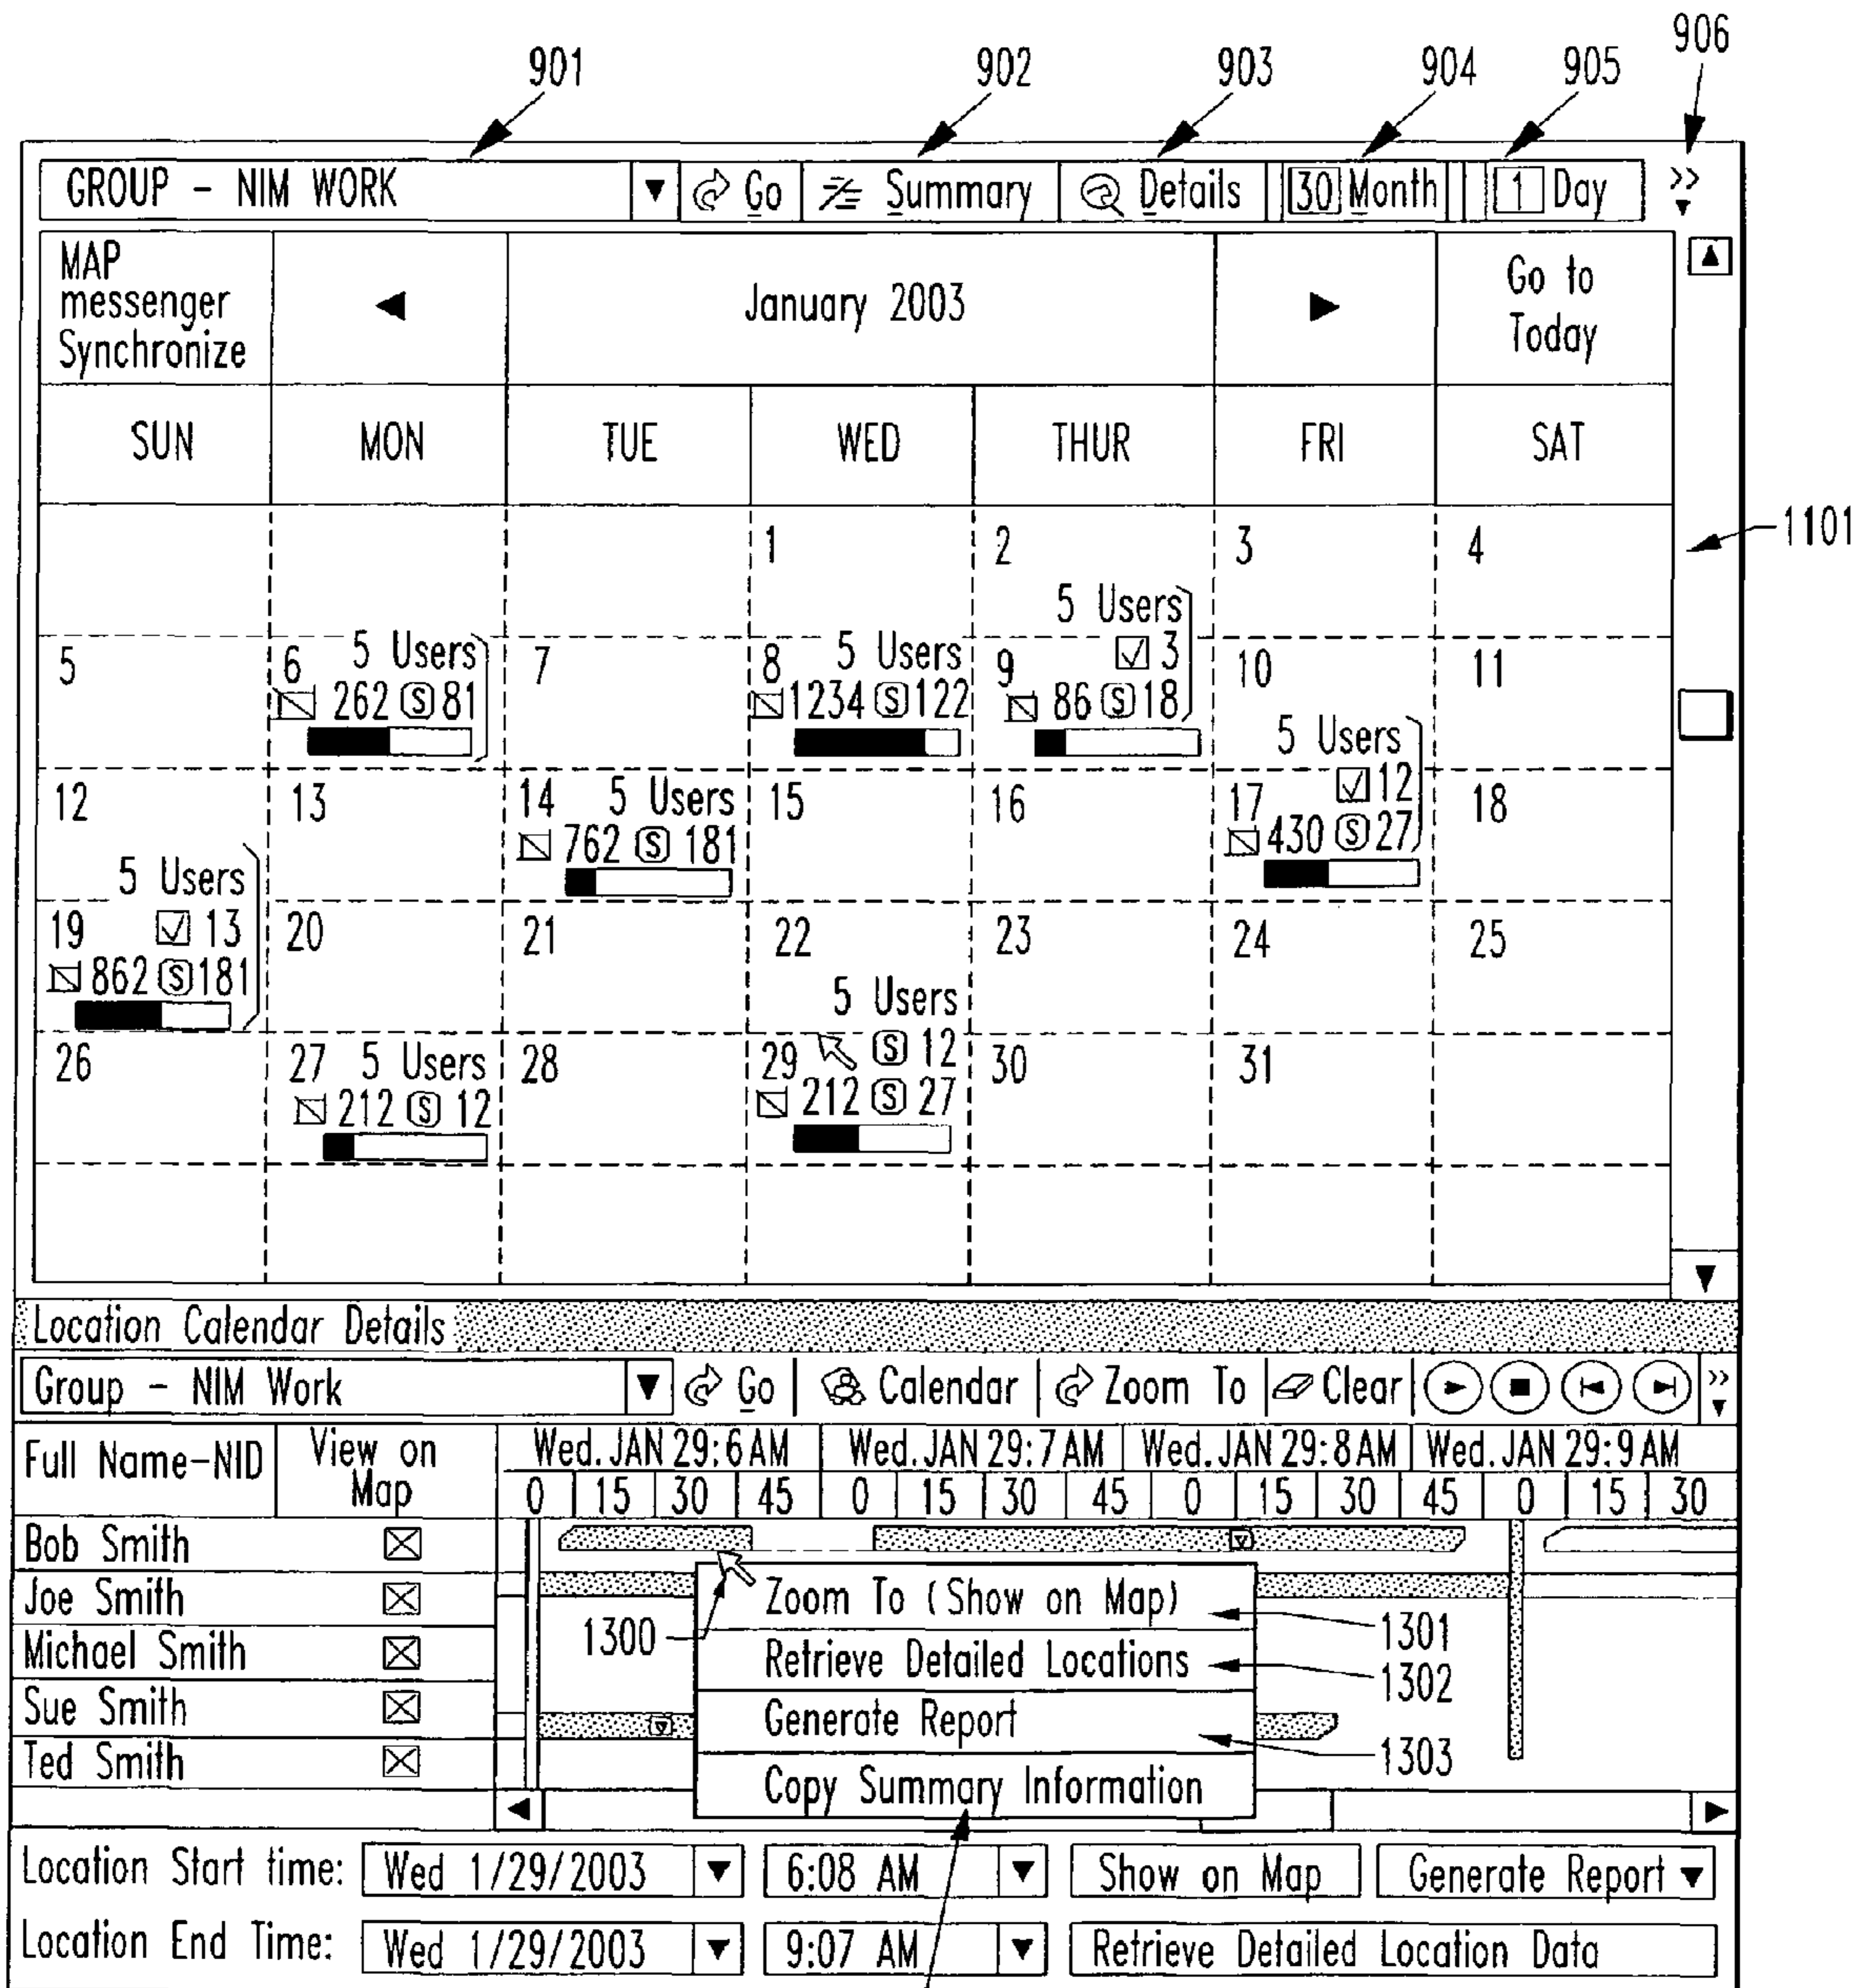 901 902 903 904 905 906
GROUP - NIM WORK Go Summary Details 30 Month 1 Day >>
MAP messenger Synchronize January 2003 Go to Today
SUN MON TUE WED THUR FRI SAT
1 2 3 4
1101
5 Users
5 6 5 Users 7 8 5 Users 9 3 10 11
262 S 81 1234 S 122 86 S 18
5 Users
12 13 14 5 Users 15 16 17 12 18
762 S 181 430 S 27
5 Users
19 13 20 21 22 23 24 25
862 S 181
5 Users
26 27 5 Users 28 29 S 12 30 31
212 S 12 212 S 27
Location Calendar Details
Group - NIM Work Go Calendar Zoom To Clear >>
Full Name-NID View on Map Wed. JAN 29:6 AM Wed. JAN 29:7 AM Wed. JAN 29:8 AM Wed. JAN 29:9 AM
0 15 30 45 0 15 30 45 0 15 30 45 0 15 30
Bob Smith
Joe Smith
Michael Smith
Sue Smith
Ted Smith
1300
Zoom To (Show on Map) 1301
Retrieve Detailed Locations 1302
Generate Report 1303
Copy Summary Information
Location Start time: Wed 1/29/2003 6:08 AM Show on Map Generate Report
Location End Time: Wed 1/29/2003 9:07 AM Retrieve Detailed Location Data